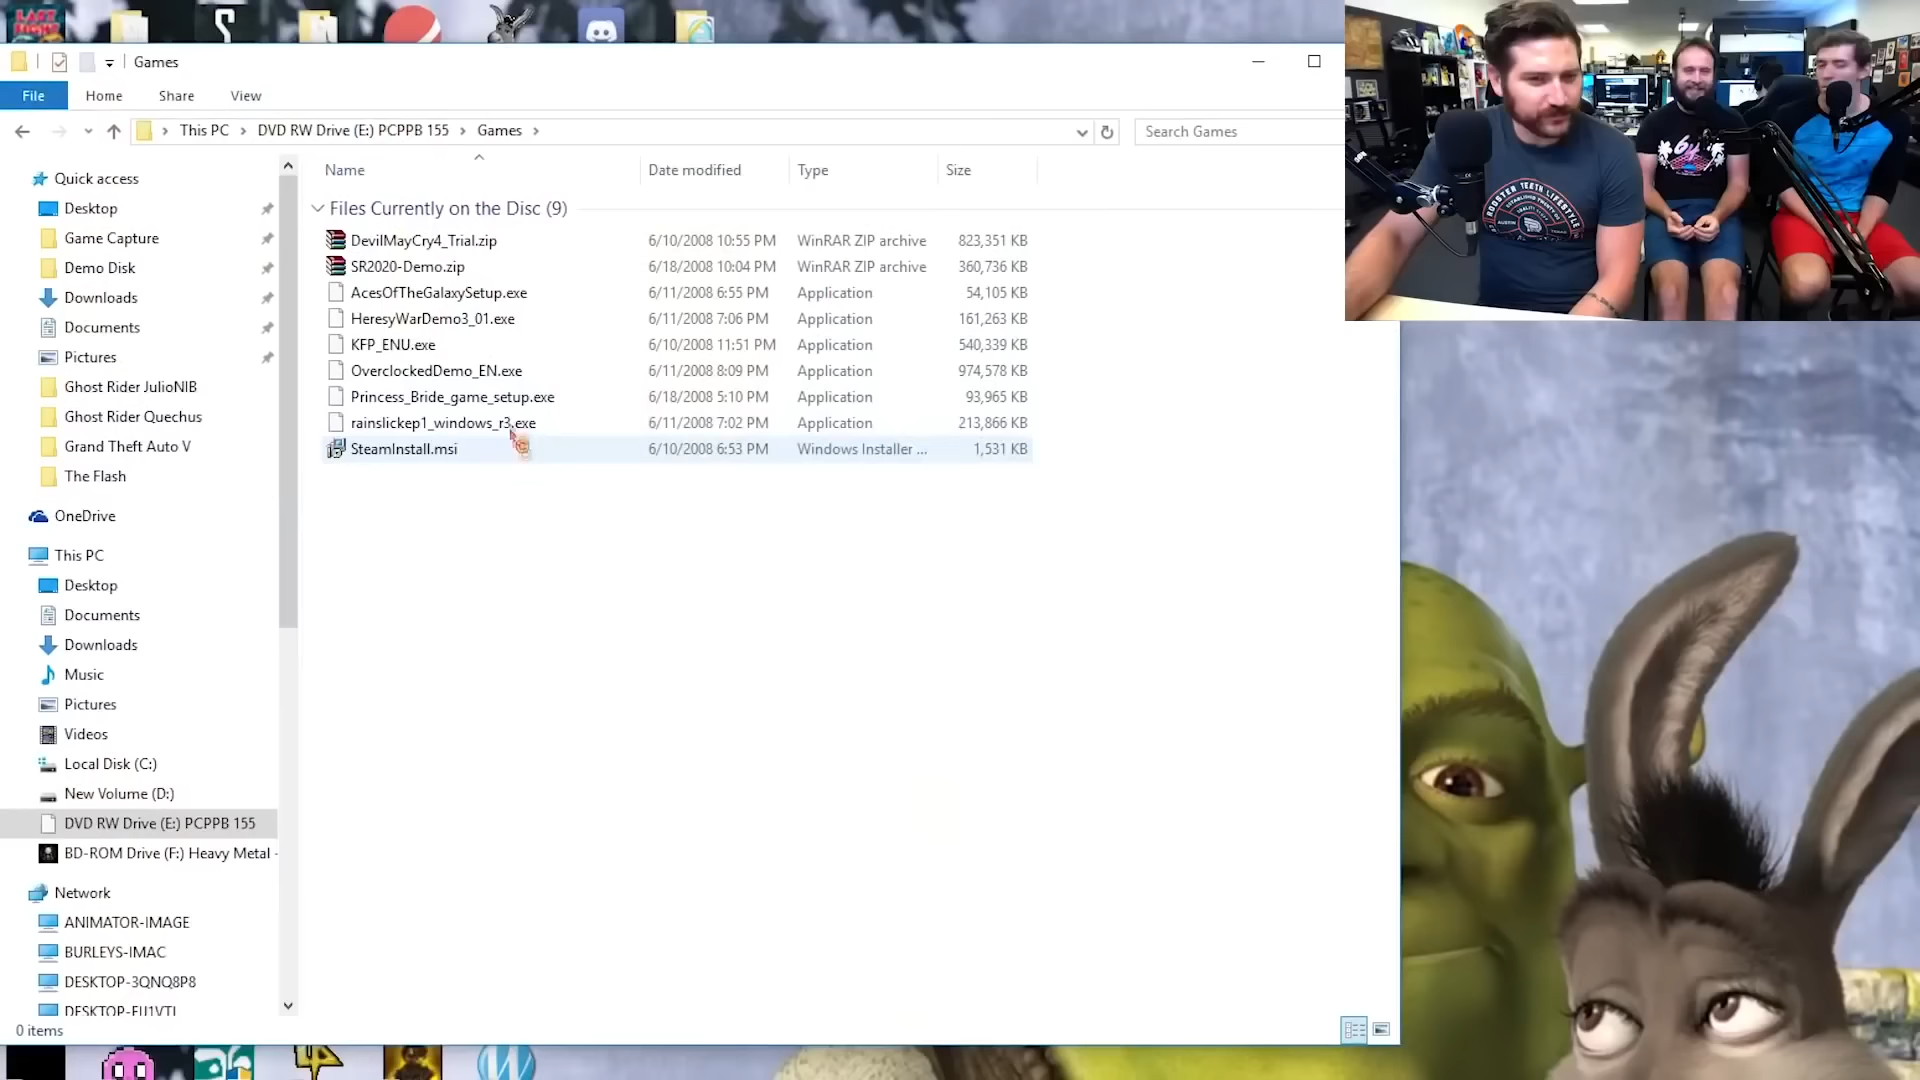 Games
File Home Share View
This PC DVD RW Drive (E:) PCPPB 155 Games
Search Games
Name Date modified Type Size
Files Currently on the Disc (9)
DevilMayCry4_Trial.zip 6/10/2008 10:55 PM WinRAR ZIP archive 823,351 KB
SR2020-Demo.zip 6/18/2008 10:04 PM WinRAR ZIP archive 360,736 KB
AcesOfTheGalaxySetup.exe 6/11/2008 6:55 PM Application 54,105 KB
HeresyWarDemo3_01.exe 6/11/2008 7:06 PM Application 161,263 KB
KFP_ENU.exe 6/10/2008 11:51 PM Application 540,339 KB
OverclockedDemo_EN.exe 6/11/2008 8:09 PM Application 974,578 KB
Princess_Bride_game_setup.exe 6/18/2008 5:10 PM Application 93,965 KB
rainslickep1_windows_r3.exe 6/11/2008 7:02 PM Application 213,866 KB
SteamInstall.msi 6/10/2008 6:53 PM Windows Installer ... 1,531 KB
Quick access
Desktop
Game Capture
Demo Disk
Downloads
Documents
Pictures
Ghost Rider JulioNIB
Ghost Rider Quechus
Grand Theft Auto V
The Flash
OneDrive
This PC
Desktop
Documents
Downloads
Music
Pictures
Videos
Local Disk (C:)
New Volume (D:)
DVD RW Drive (E:) PCPPB 155
BD-ROM Drive (F:) Heavy Metal -
Network
ANIMATOR-IMAGE
BURLEYS-IMAC
DESKTOP-3QNQ8P8
0 items
ROOSTER TEETH LIFESTYLE
64